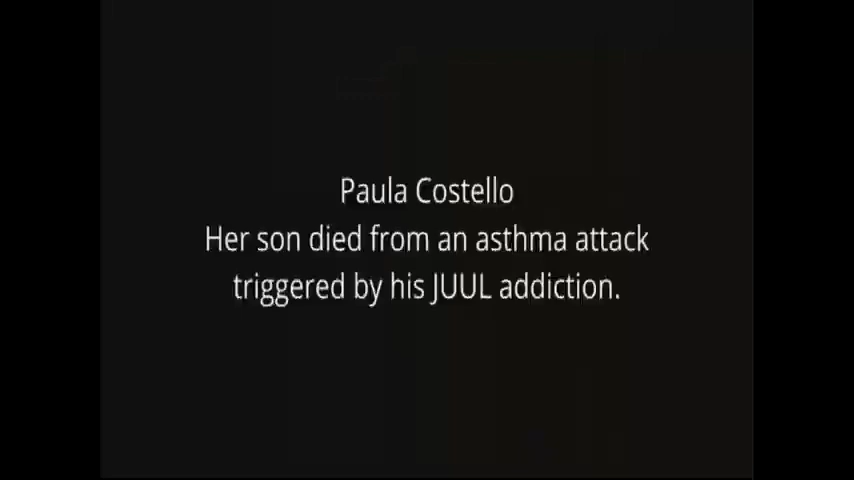 Paula Costello
Her son died from an asthma attack
triggered by his JUUL addiction.